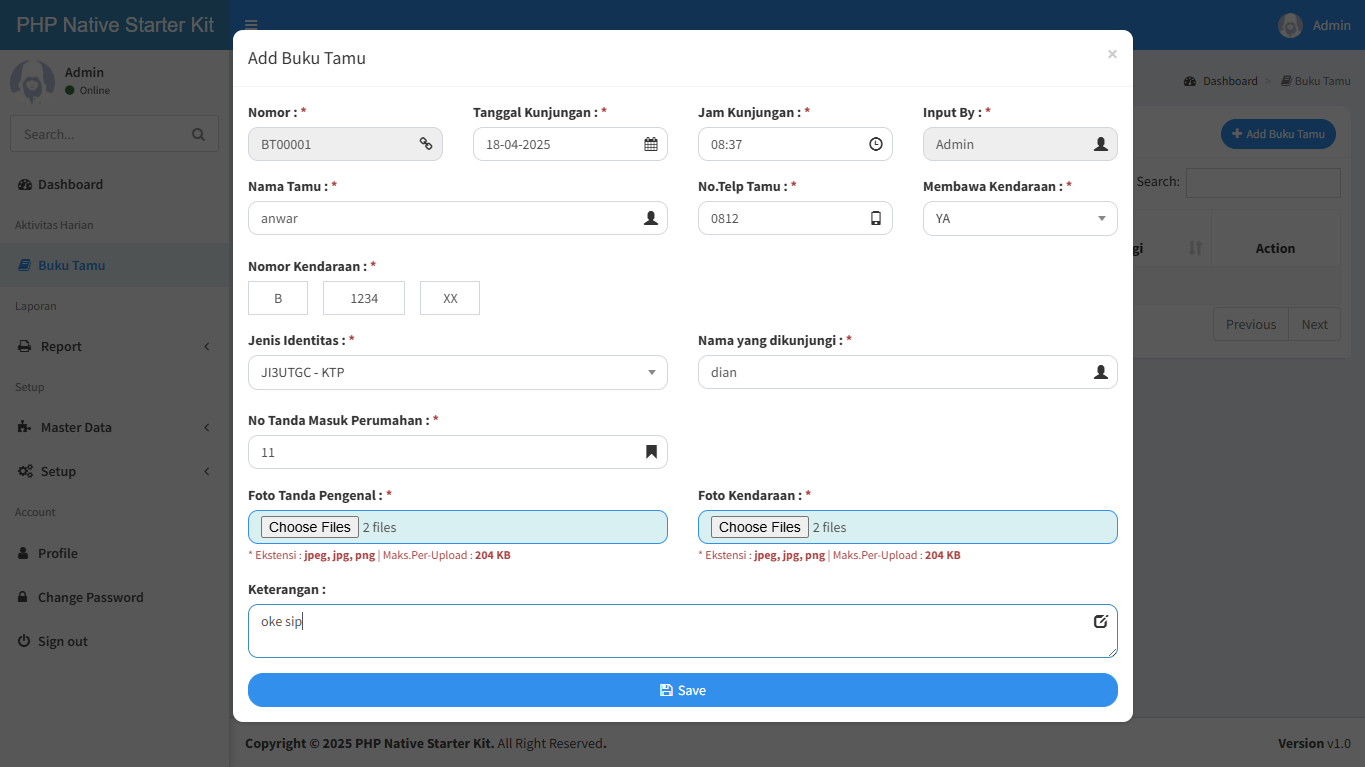 PHP Native Starter Kit
Admin
Add Buku Tamu
×
Admin
Online
Dashboard > Buku Tamu
Nomor : *
Tanggal Kunjungan : *
Jam Kunjungan : *
Input By : *
Search...
BT00001
18-04-2025
08:37
Admin
Add Buku Tamu
Dashboard
Nama Tamu : *
No.Telp Tamu : *
Membawa Kendaraan : *
Search:
Aktivitas Harian
anwar
0812
YA
gi
Action
Buku Tamu
Nomor Kendaraan : *
B
1234
XX
Laporan
Previous
Next
Report
Jenis Identitas : *
Nama yang dikunjungi : *
JI3UTGC - KTP
dian
Setup
Master Data
No Tanda Masuk Perumahan : *
11
Setup
Foto Tanda Pengenal : *
Foto Kendaraan : *
Account
Choose Files 2 files
Choose Files 2 files
Profile
* Ekstensi : jpeg, jpg, png | Maks.Per-Upload : 204 KB
* Ekstensi : jpeg, jpg, png | Maks.Per-Upload : 204 KB
Change Password
Keterangan :
oke sip
Sign out
Save
Copyright © 2025 PHP Native Starter Kit. All Right Reserved.
Version v1.0